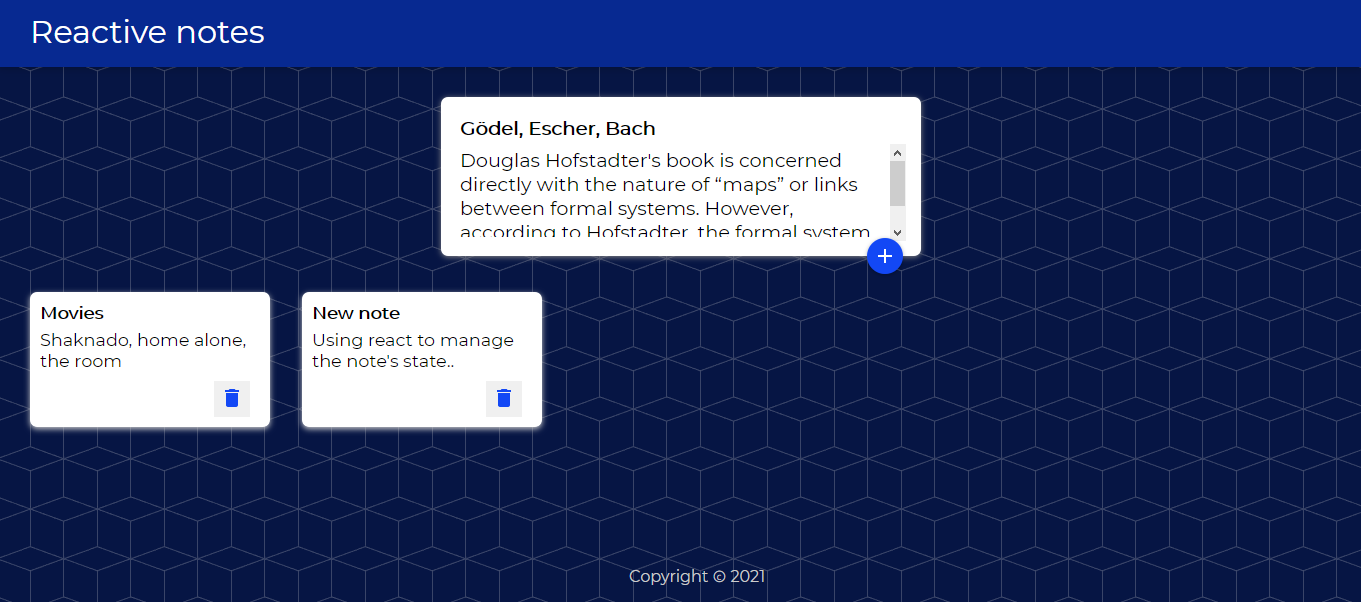 Reactive notes
Gödel, Escher, Bach
Douglas Hofstadter's book is concerned
directly with the nature of “maps” or links
between formal systems. However,
according to Hofstadter, the formal system
Movies
Shaknado, home alone,
the room
New note
Using react to manage
the note's state..
Copyright © 2021